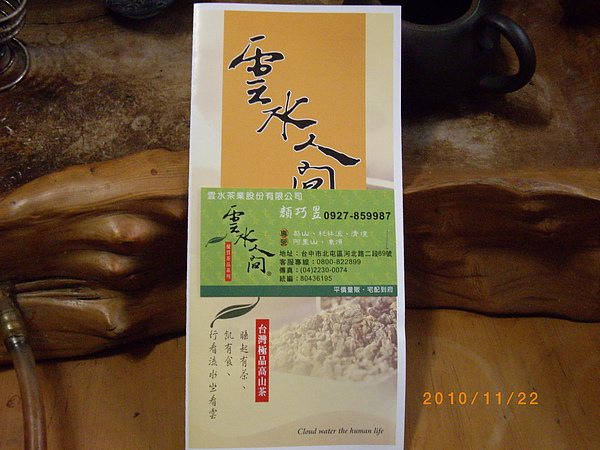 雲水人間
雲水茶業股份有限公司
顏巧昱 0927-859987
雲水人間
專營
梨山、杉林溪、清境
阿里山、凍頂
地址：台中市北屯區河北路二段89號
客服專線：0800-822899
傳真：(04)2230-0074
統編：80436195
平價量販‧宅配到府
台灣極品高山茶
睡起有茶、
飢有食、
行看流水坐看雲
Cloud water the human life
2010/11/22